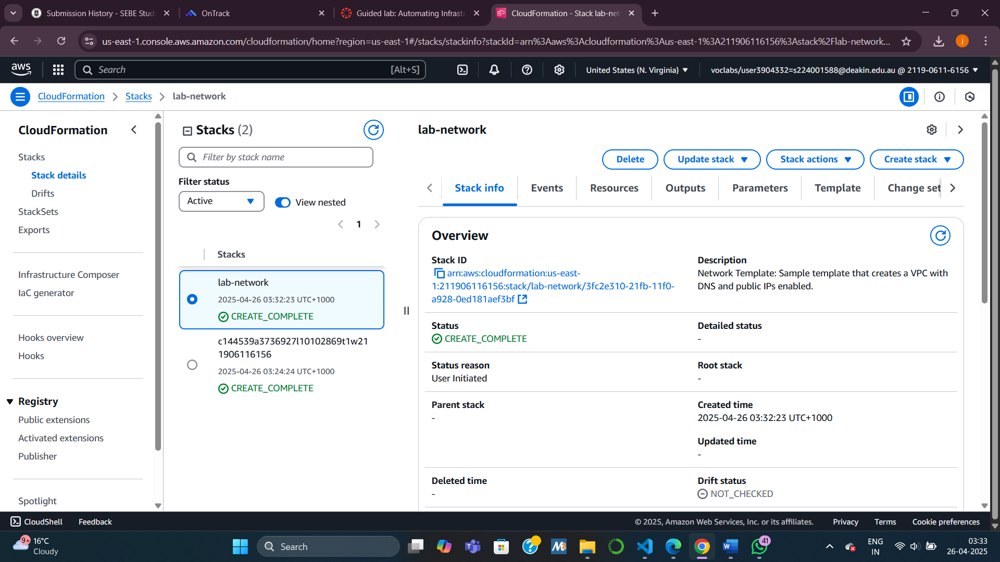 Submission History - SEBE Stud
OnTrack
Guided lab: Automating Infrastr
CloudFormation - Stack lab-net
us-east-1.console.aws.amazon.com/cloudformation/home?region=us-east-1#/stacks/stackinfo?stackId=arn%3Aaws%3Acloudformation%3Aus-east-1%3A211906116156%3Astack%2Flab-network...
j
aws
Search
[Alt+S]
United States (N. Virginia)
voclabs/user3904332=s224001588@deakin.edu.au @ 2119-0611-6156
CloudFormation
Stacks
lab-network
CloudFormation
Stacks
Stack details
Drifts
StackSets
Exports
Infrastructure Composer
IaC generator
Hooks overview
Hooks
Registry
Public extensions
Activated extensions
Publisher
Spotlight
Stacks (2)
Filter by stack name
Filter status
Active
View nested
1
Stacks
lab-network
2025-04-26 03:32:23 UTC+1000
CREATE_COMPLETE
c144539a3736927l10102869t1w21
1906116156
2025-04-26 03:24:24 UTC+1000
CREATE_COMPLETE
lab-network
Delete
Update stack
Stack actions
Create stack
Stack info
Events
Resources
Outputs
Parameters
Template
Change set
Overview
Stack ID
arn:aws:cloudformation:us-east-
1:211906116156:stack/lab-network/3fc2e310-21fb-11f0-
a928-0ed181aef3bf
Description
Network Template: Sample template that creates a VPC with
DNS and public IPs enabled.
Status
CREATE_COMPLETE
Detailed status
-
Status reason
User Initiated
Root stack
-
Parent stack
-
Created time
2025-04-26 03:32:23 UTC+1000
Updated time
-
Deleted time
-
Drift status
NOT_CHECKED
CloudShell
Feedback
© 2025, Amazon Web Services, Inc. or its affiliates.
Privacy
Terms
Cookie preferences
9+
16°C
Cloudy
Search
41
ENG
IN
03:33
26-04-2025